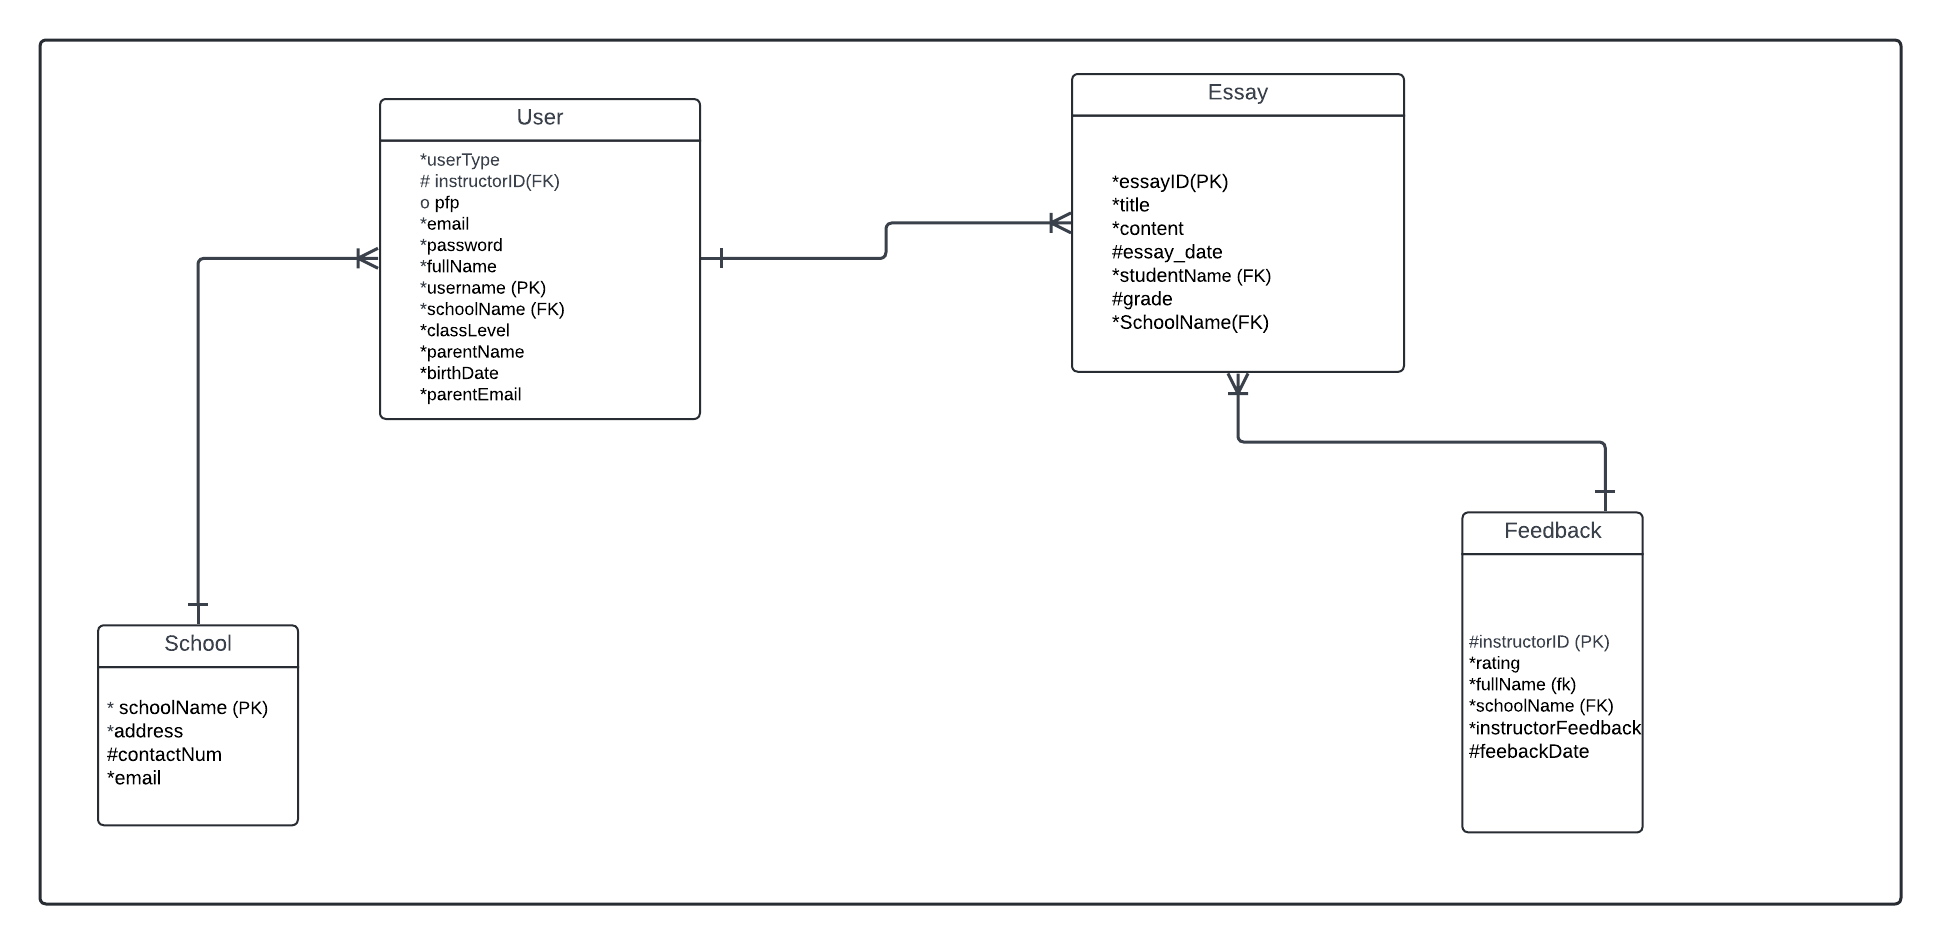 User
*userType
# instructorID(FK)
o pfp
*email
*password
*fullName
*username (PK)
*schoolName (FK)
*classLevel
*parentName
*birthDate
*parentEmail
Essay
*essayID(PK)
*title
*content
#essay_date
*studentName (FK)
#grade
*SchoolName(FK)
School
* schoolName (PK)
*address
#contactNum
*email
Feedback
#instructorID (PK)
*rating
*fullName (fk)
*schoolName (FK)
*instructorFeedback
#feebackDate